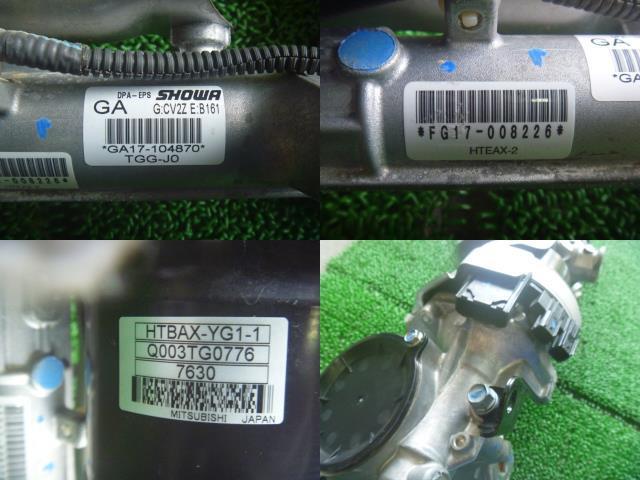 DPA-EPS SHOWA
GA G:CV2Z E:B161
*GA17-104870*
TGG-J0
-008226*
GA
*FG17-008226*
HTEAX-2
HTBAX-YG1-1
Q003TG0776
7630
MITSUBISHI JAPAN